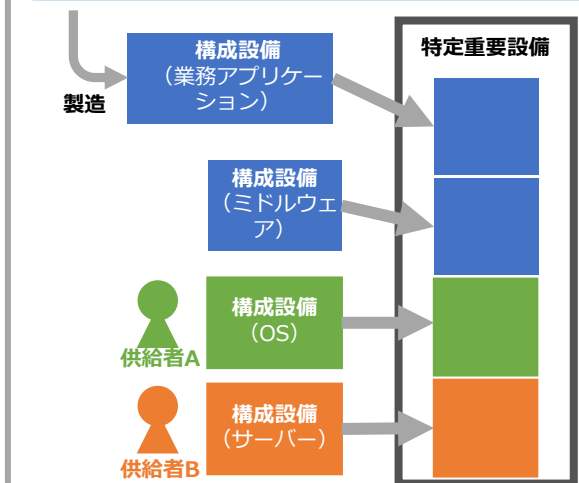 特定重要設備
構成設備
（業務アプリケー
ション）
製造
構成設備
（ミドルウェ
ア）
構成設備
（OS）
供給者A
構成設備
（サーバー）
供給者B